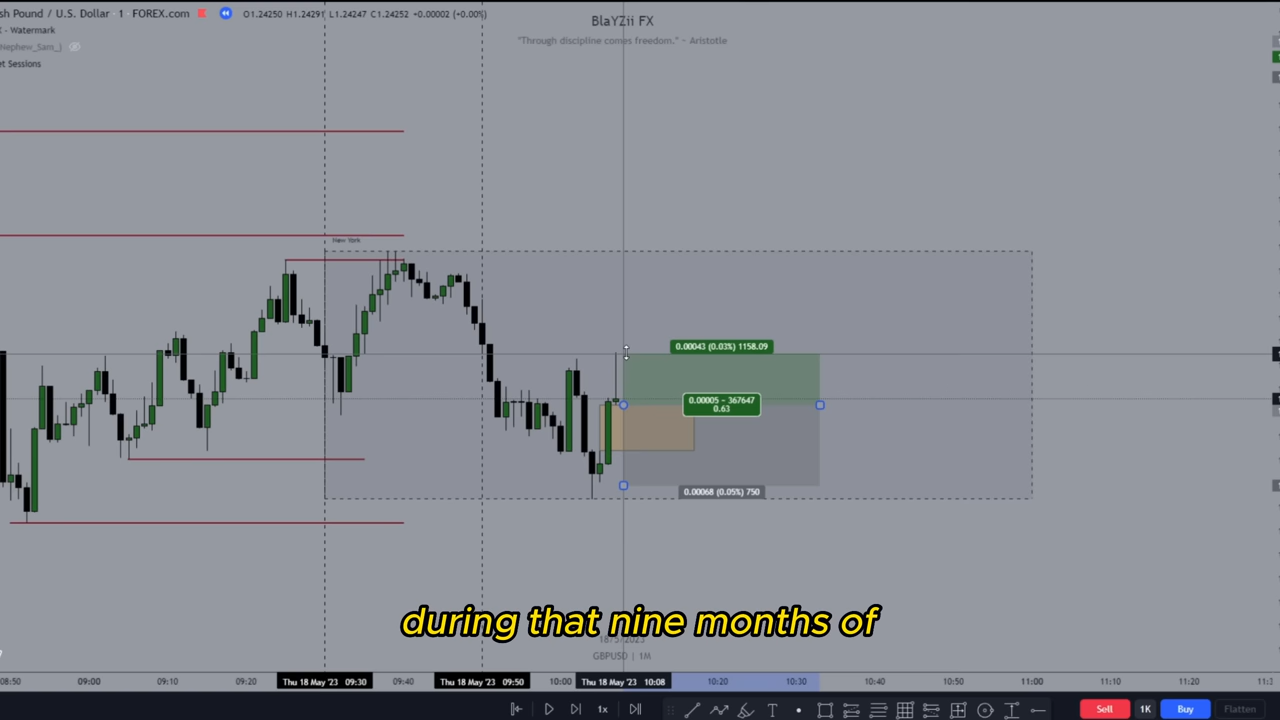 sh Pound / U.S. Dollar · 1 · FOREX.com O1.24250 H1.24291 L1.24247 C1.24252 +0.00002 (+0.00%)
- Watermark
Nephew_Sam_)
et Sessions
BlaYZii FX
"Through discipline comes freedom." - Aristotle
New York
0.00043 (0.03%) 1158.09
0.00005 - 367647
0.63
0.00068 (0.05%) 750
during that nine months of
GBPUSD | 1M
08:50 09:00 09:10 09:20 Thu 18 May '23 09:30 09:40 Thu 18 May '23 09:50 10:00 Thu 18 May '23 10:08 10:20 10:30 10:40 10:50 11:00 11:10 11:20 11:30
1x Sell 1K Buy Flatten